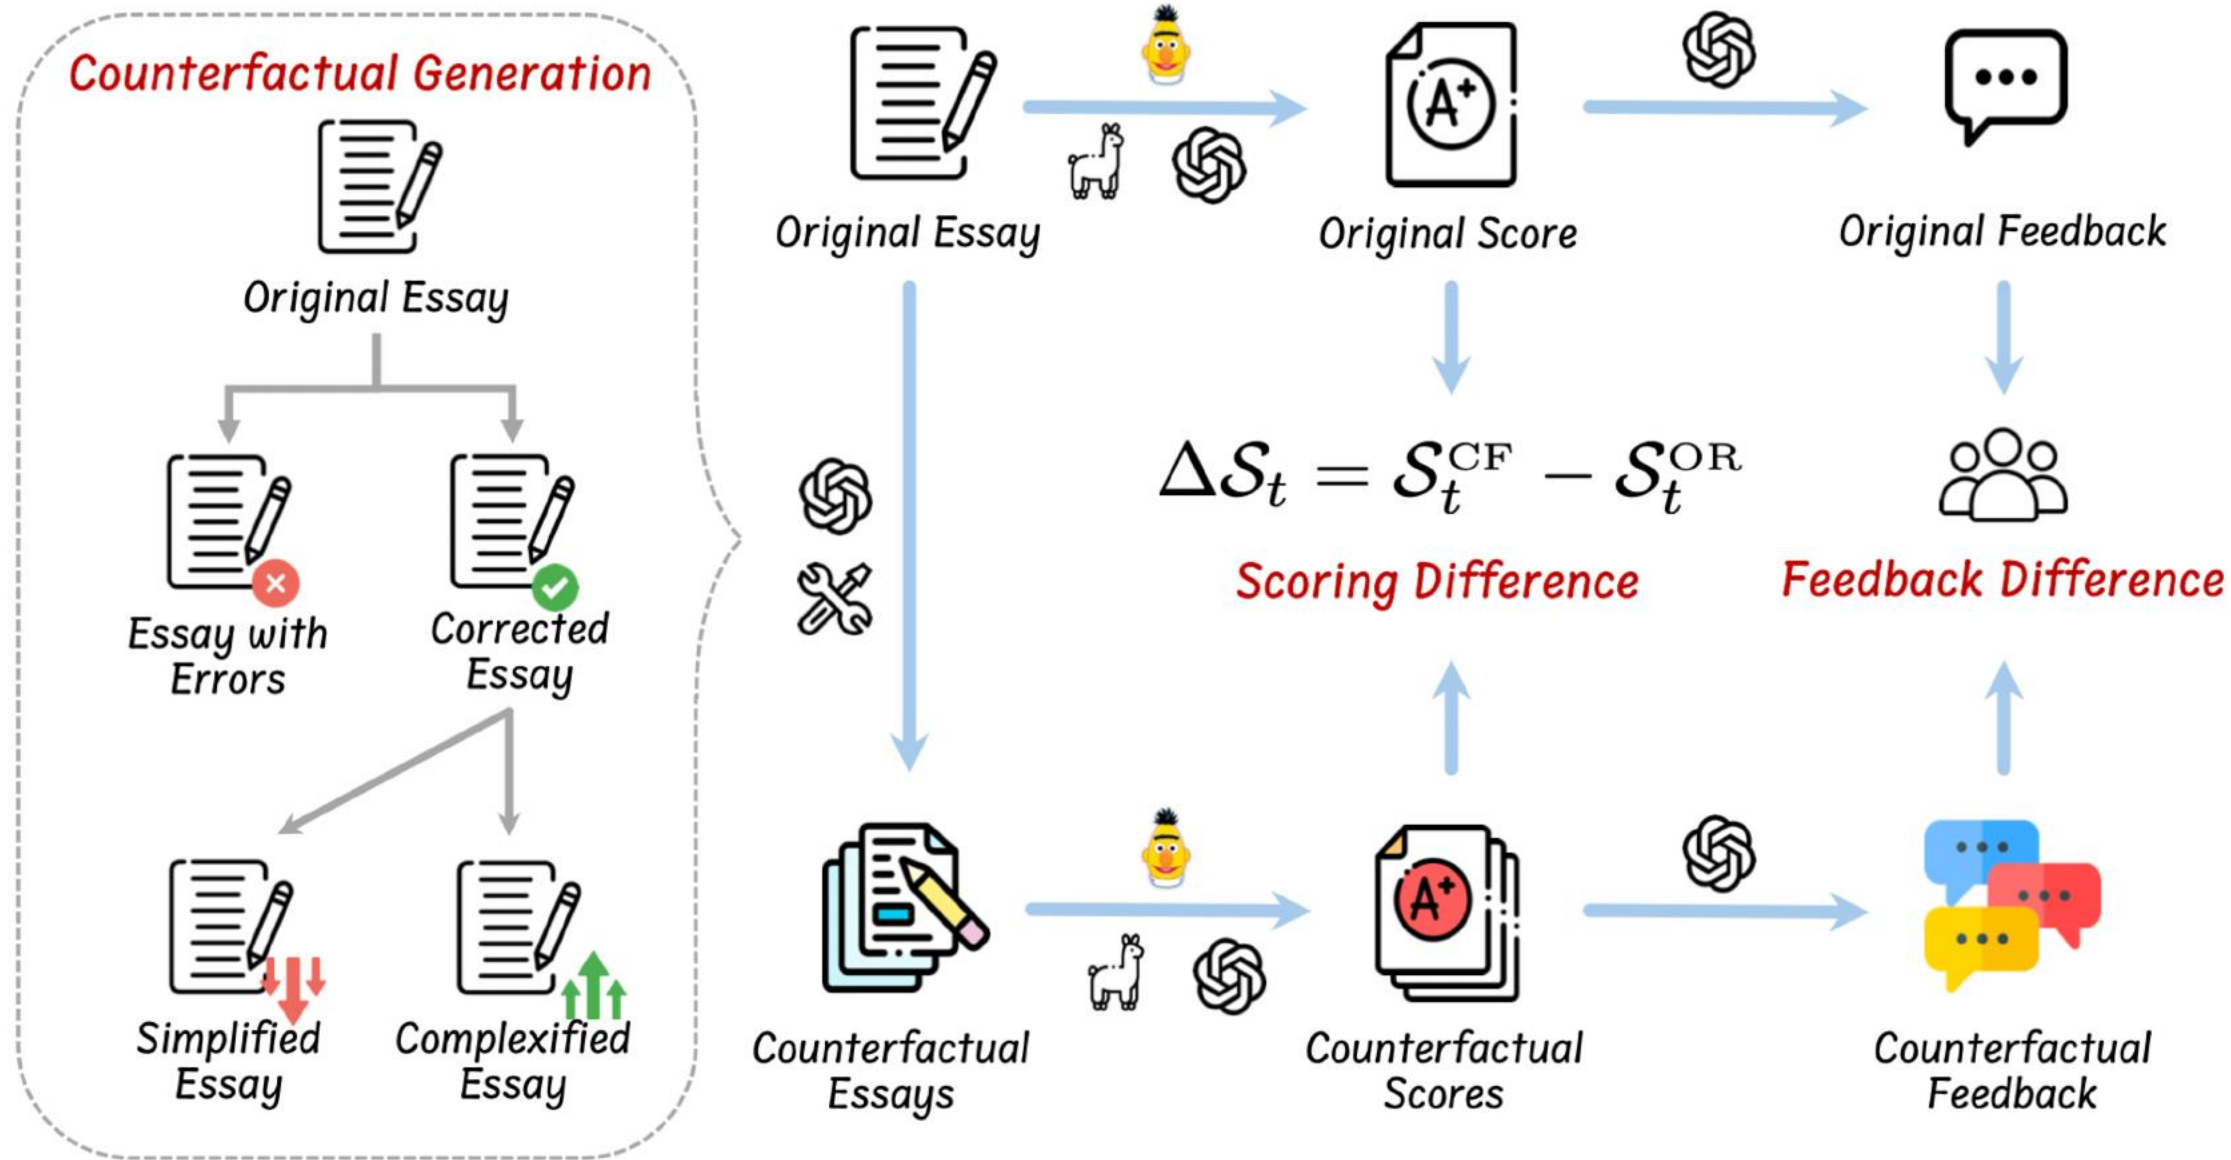 Counterfactual Generation
Original Essay
Essay with
Errors
Corrected
Essay
Simplified
Essay
Complexified
Essay
Original Essay
A+
Original Score
Original Feedback
ΔS_t = S_t^CF − S_t^OR
Scoring Difference
Feedback Difference
Counterfactual
Essays
A+
Counterfactual
Scores
Counterfactual
Feedback